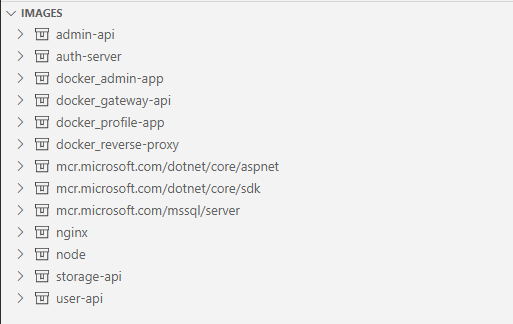 IMAGES
admin-api
auth-server
docker_admin-app
docker_gateway-api
docker_profile-app
docker_reverse-proxy
mcr.microsoft.com/dotnet/core/aspnet
mcr.microsoft.com/dotnet/core/sdk
mcr.microsoft.com/mssql/server
nginx
node
storage-api
user-api